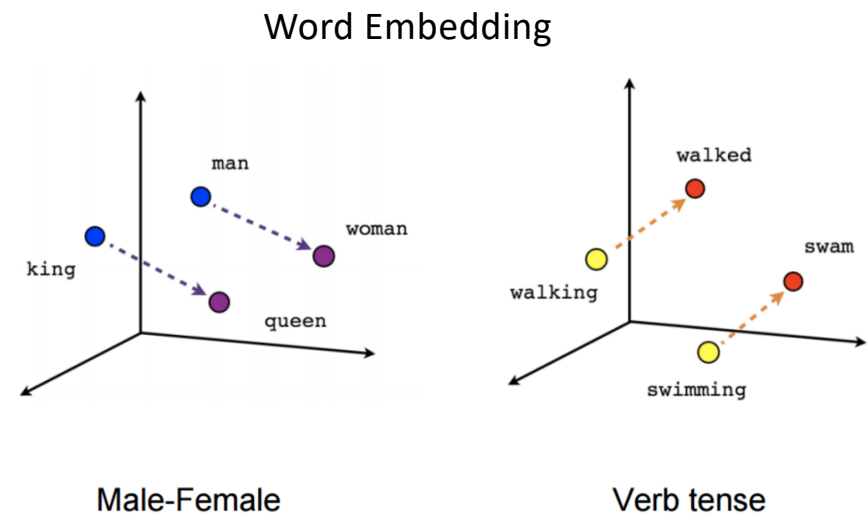 Word Embedding
man
woman
king
queen
Male-Female
walked
swam
walking
swimming
Verb tense